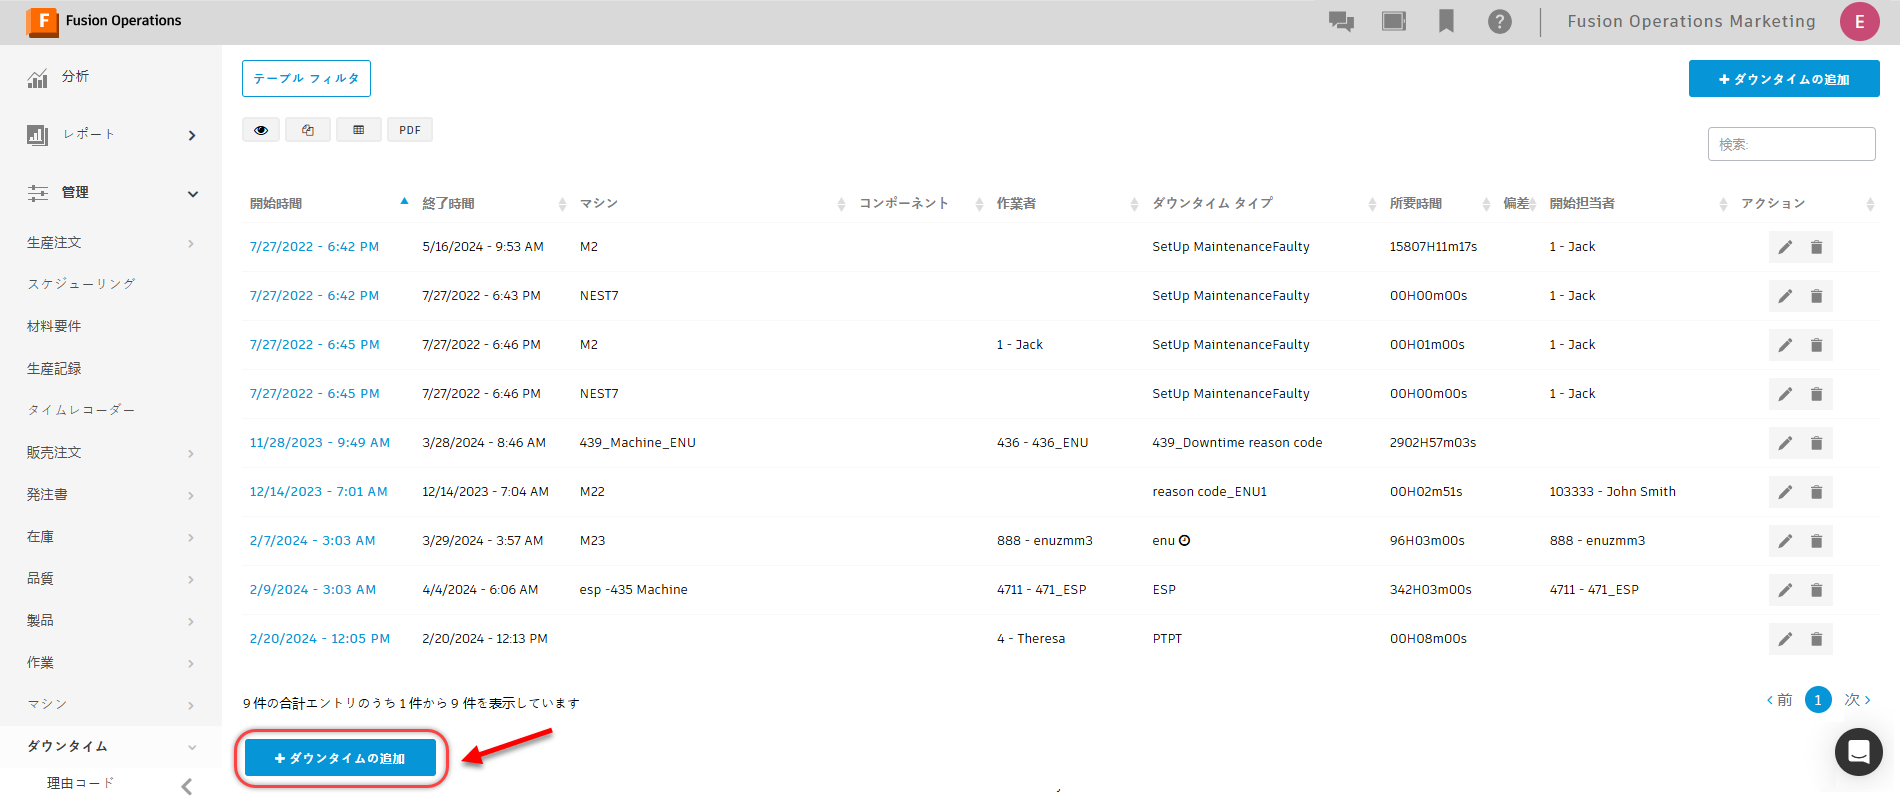 Fusion Operations
Fusion Operations Marketing
E
分析
レポート
管理
生産注文
スケジューリング
材料要件
生産記録
タイムレコーダー
販売注文
発注書
在庫
品質
製品
作業
マシン
ダウンタイム
理由コード
テーブル フィルタ
+ ダウンタイムの追加
PDF
検索:
開始時間 終了時間 マシン コンポーネント 作業者 ダウンタイム タイプ 所要時間 偏差 開始担当者 アクション
7/27/2022 - 6:42 PM 5/16/2024 - 9:53 AM M2 SetUp MaintenanceFaulty 15807H11m17s 1 - Jack
7/27/2022 - 6:42 PM 7/27/2022 - 6:43 PM NEST7 SetUp MaintenanceFaulty 00H00m00s 1 - Jack
7/27/2022 - 6:45 PM 7/27/2022 - 6:46 PM M2 1 - Jack SetUp MaintenanceFaulty 00H01m00s 1 - Jack
7/27/2022 - 6:45 PM 7/27/2022 - 6:46 PM NEST7 SetUp MaintenanceFaulty 00H00m00s 1 - Jack
11/28/2023 - 9:49 AM 3/28/2024 - 8:46 AM 439_Machine_ENU 436 - 436_ENU 439_Downtime reason code 2902H57m03s
12/14/2023 - 7:01 AM 12/14/2023 - 7:04 AM M22 reason code_ENU1 00H02m51s 103333 - John Smith
2/7/2024 - 3:03 AM 3/29/2024 - 3:57 AM M23 888 - enuzmm3 enu 96H03m00s 888 - enuzmm3
2/9/2024 - 3:03 AM 4/4/2024 - 6:06 AM esp -435 Machine 4711 - 471_ESP ESP 342H03m00s 4711 - 471_ESP
2/20/2024 - 12:05 PM 2/20/2024 - 12:13 PM 4 - Theresa PTPT 00H08m00s
9 件の合計エントリのうち 1 件から 9 件を表示しています
‹ 前 1 次 ›
+ ダウンタイムの追加